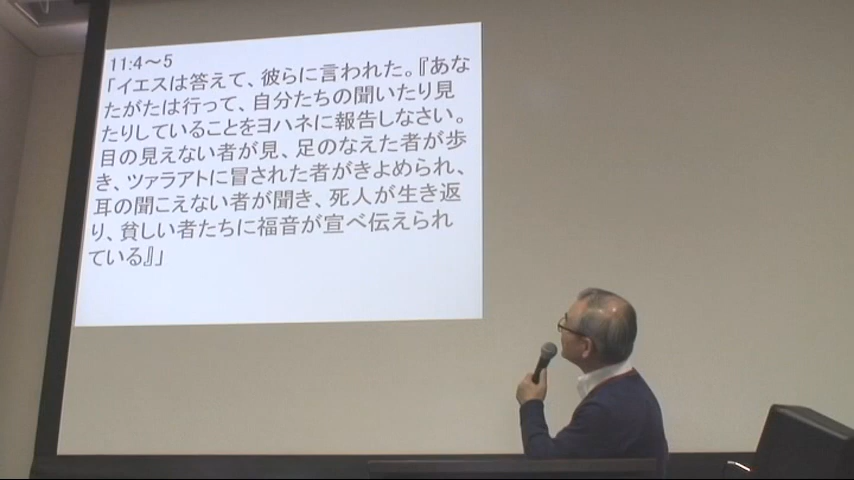 11:4～5
「イエスは答えて、彼らに言われた。『あな
たがたは行って、自分たちの聞いたり見
たりしていることをヨハネに報告しなさい。
目の見えない者が見、足のなえた者が歩
き、ツァラアトに冒された者がきよめられ、
耳の聞こえない者が聞き、死人が生き返
り、貧しい者たちに福音が宣べ伝えられ
ている』」